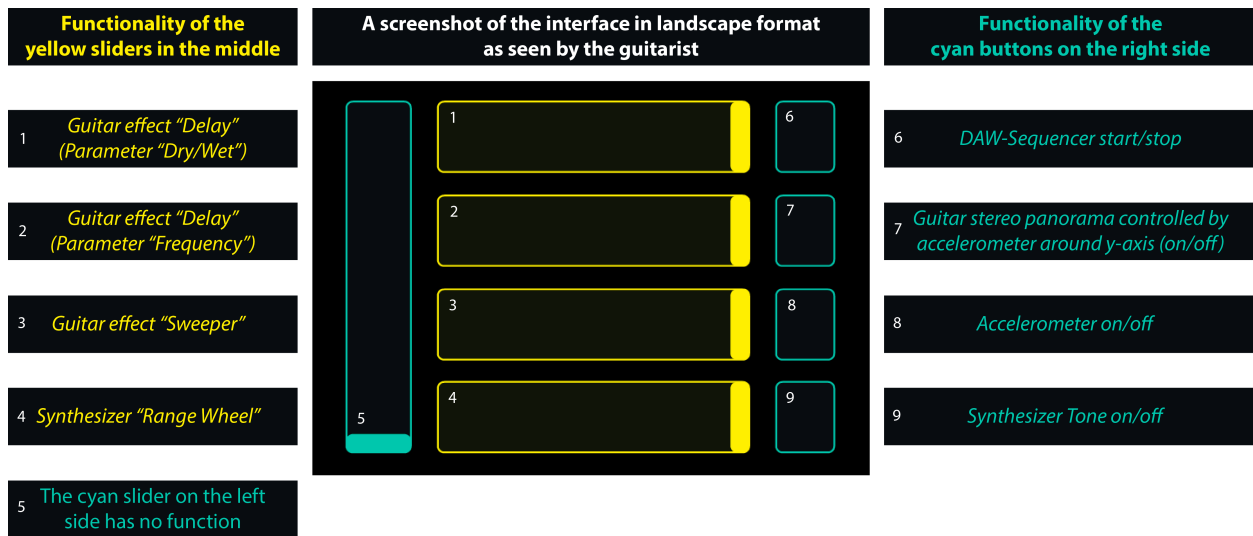 Functionality of the
yellow sliders in the middle
1
Guitar effect “Delay”
(Parameter “Dry/Wet”)
2
Guitar effect “Delay”
(Parameter “Frequency”)
3 Guitar effect “Sweeper”
4 Synthesizer “Range Wheel”
5
The cyan slider on the left
side has no function
A screenshot of the interface in landscape format
as seen by the guitarist
1
2
3
4
5
6
7
8
9
Functionality of the
cyan buttons on the right side
6 DAW-Sequencer start/stop
7
Guitar stereo panorama controlled by
accelerometer around y-axis (on/off)
8 Accelerometer on/off
9 Synthesizer Tone on/off